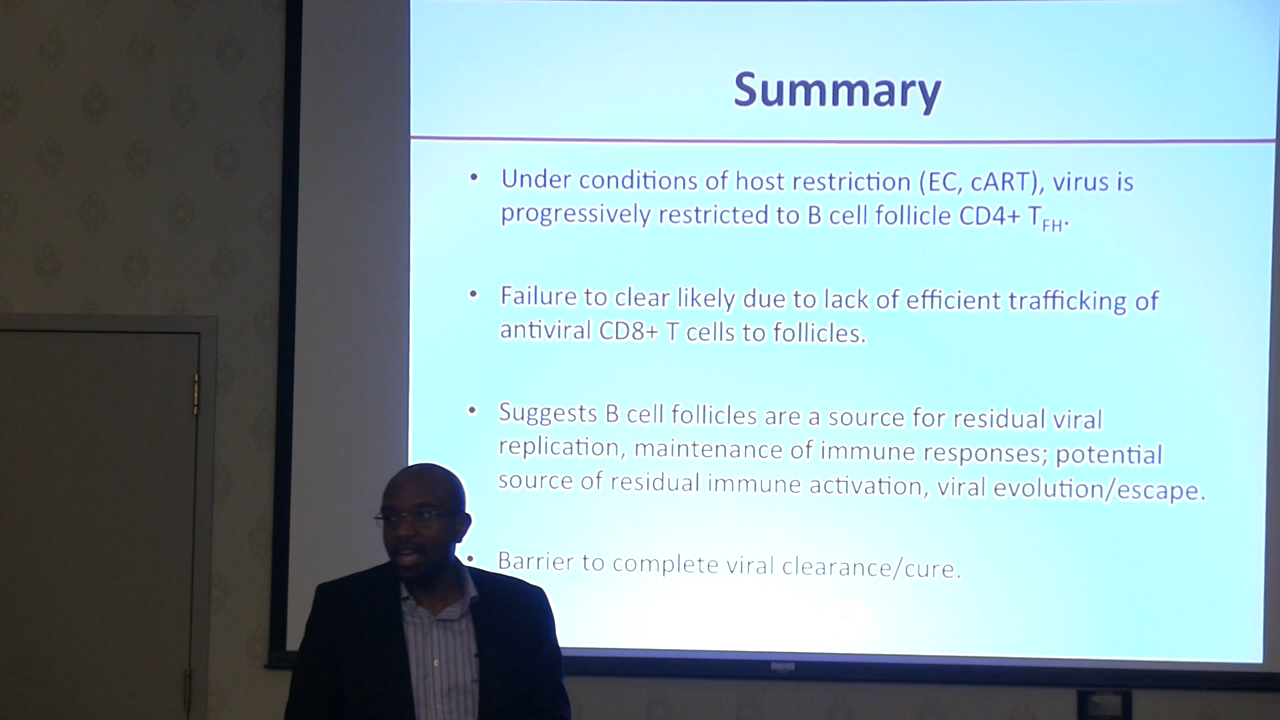 Summary
• Under conditions of host restriction (EC, cART), virus is
progressively restricted to B cell follicle CD4+ TFH.
• Failure to clear likely due to lack of efficient trafficking of
antiviral CD8+ T cells to follicles.
• Suggests B cell follicles are a source for residual viral
replication, maintenance of immune responses; potential
source of residual immune activation, viral evolution/escape.
• Barrier to complete viral clearance/cure.